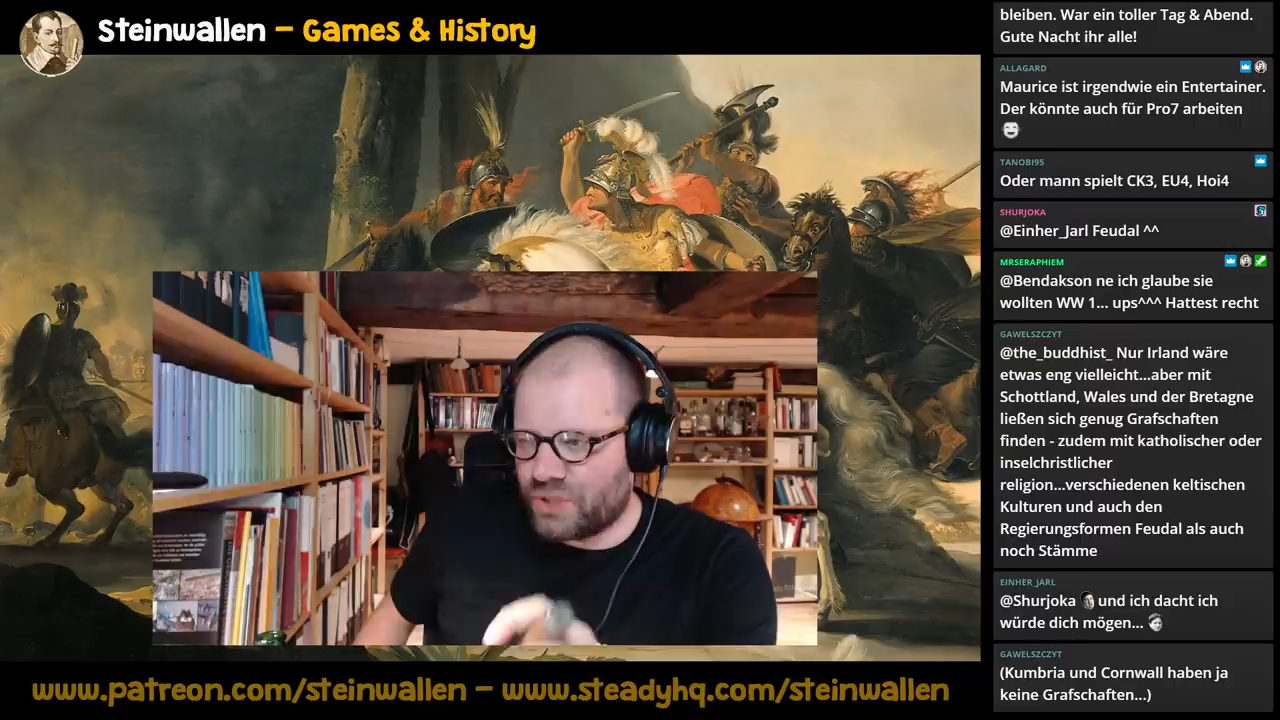 Steinwallen – Games & History
bleiben. War ein toller Tag & Abend.
Gute Nacht ihr alle!
ALLAGARD
Maurice ist irgendwie ein Entertainer.
Der könnte auch für Pro7 arbeiten
TANOBI95
Oder mann spielt CK3, EU4, Hoi4
SHURJOKA
@Einher_Jarl Feudal ^^
MRSERAPHIEM
@Bendakson ne ich glaube sie
wollten WW 1... ups^^^ Hattest recht
GAWELSZCZYT
@the_buddhist_ Nur Irland wäre
etwas eng vielleicht...aber mit
Schottland, Wales und der Bretagne
ließen sich genug Grafschaften
finden - zudem mit katholischer oder
inselchristlicher
religion...verschiedenen keltischen
Kulturen und auch den
Regierungsformen Feudal als auch
noch Stämme
EINHER_JARL
@Shurjoka und ich dacht ich
würde dich mögen...
GAWELSZCZYT
(Kumbria und Cornwall haben ja
keine Grafschaften...)
www.patreon.com/steinwallen – www.steadyhq.com/steinwallen